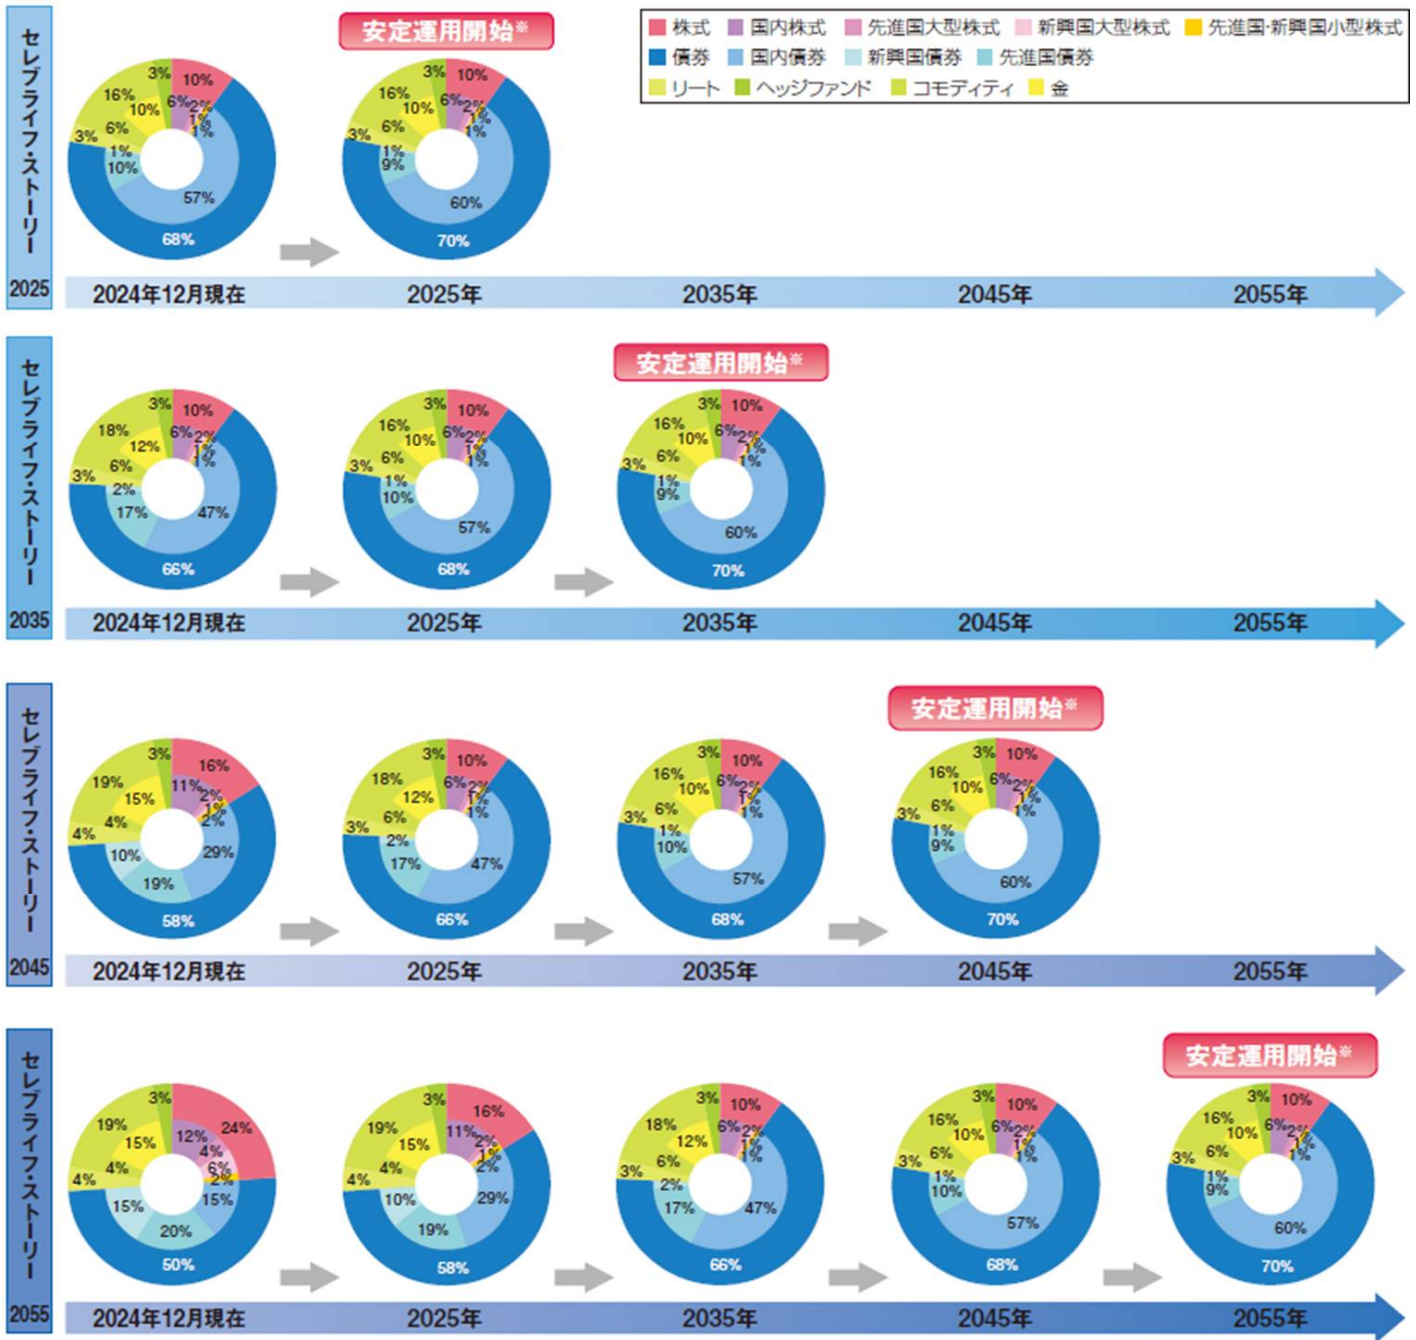 安定運用開始※
株式 国内株式 先進国大型株式 新興国大型株式 先進国・新興国小型株式
債券 国内債券 新興国債券 先進国債券
リート ヘッジファンド コモディティ 金
セレブライフ・ストーリー
2025
3% 10% 16% 10% 6% 2% 1% 1% 6% 3% 1% 10% 57% 68%
3% 10% 16% 10% 6% 2% 1% 1% 6% 3% 1% 9% 60% 70%
2024年12月現在 2025年 2035年 2045年 2055年
安定運用開始※
セレブライフ・ストーリー
2035
3% 10% 18% 12% 6% 2% 1% 1% 6% 3% 2% 17% 47% 66%
3% 10% 16% 10% 6% 2% 1% 1% 6% 3% 1% 10% 57% 68%
3% 10% 16% 10% 6% 2% 1% 1% 6% 3% 1% 9% 60% 70%
2024年12月現在 2025年 2035年 2045年 2055年
安定運用開始※
セレブライフ・ストーリー
2045
3% 16% 19% 15% 11% 2% 1% 2% 4% 4% 10% 29% 19% 58%
3% 10% 18% 12% 6% 2% 1% 1% 6% 3% 2% 17% 47% 66%
3% 10% 16% 10% 6% 2% 1% 1% 6% 3% 1% 10% 57% 68%
3% 10% 16% 10% 6% 2% 1% 1% 6% 3% 1% 9% 60% 70%
2024年12月現在 2025年 2035年 2045年 2055年
安定運用開始※
セレブライフ・ストーリー
2055
3% 24% 19% 15% 12% 4% 6% 2% 4% 4% 15% 15% 20% 50%
3% 16% 19% 15% 11% 2% 1% 2% 4% 4% 10% 29% 19% 58%
3% 10% 18% 12% 6% 2% 1% 1% 6% 3% 2% 17% 47% 66%
3% 10% 16% 10% 6% 2% 1% 1% 6% 3% 1% 10% 57% 68%
3% 10% 16% 10% 6% 2% 1% 1% 6% 3% 1% 9% 60% 70%
2024年12月現在 2025年 2035年 2045年 2055年